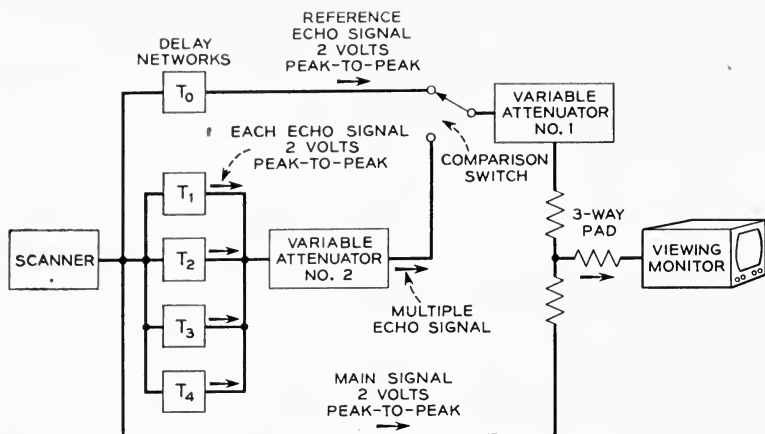 REFERENCE
ECHO SIGNAL
2 VOLTS
PEAK-TO-PEAK
DELAY
NETWORKS
T0
VARIABLE
ATTENUATOR
NO. 1
EACH ECHO SIGNAL
2 VOLTS
PEAK-TO-PEAK
COMPARISON
SWITCH
T1
3-WAY
PAD
SCANNER
T2
VARIABLE
ATTENUATOR
NO. 2
VIEWING
MONITOR
MULTIPLE
ECHO SIGNAL
T3
T4
MAIN SIGNAL
2 VOLTS
PEAK-TO-PEAK